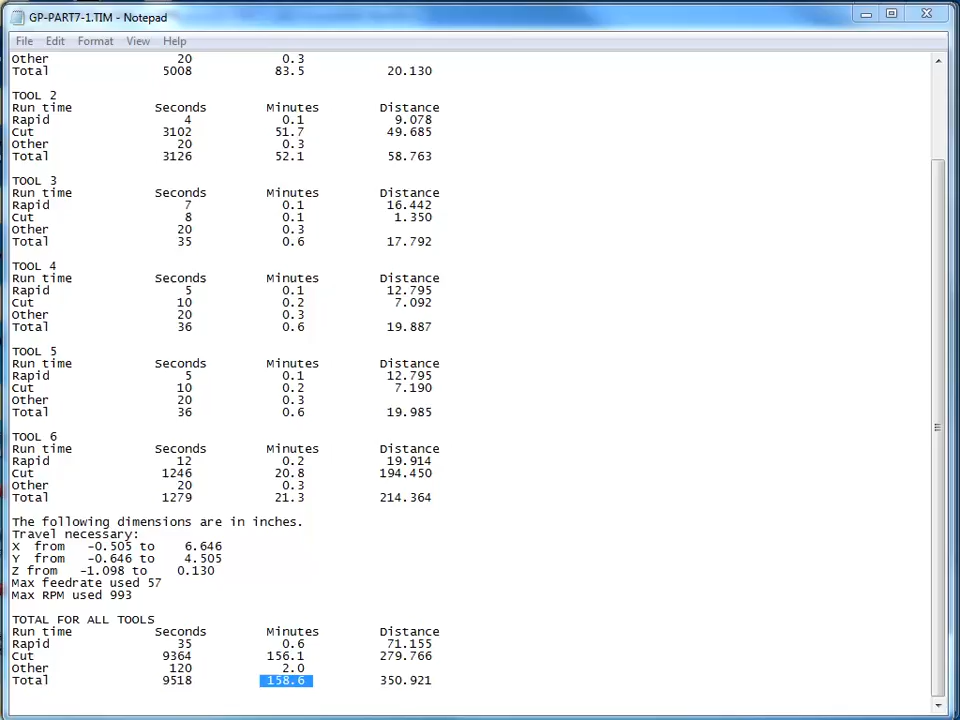 GP-PART7-1.TIM - Notepad
File Edit Format View Help
Other 20 0.3
Total 5008 83.5 20.130
TOOL 2
Run time Seconds Minutes Distance
Rapid 4 0.1 9.078
Cut 3102 51.7 49.685
Other 20 0.3
Total 3126 52.1 58.763
TOOL 3
Run time Seconds Minutes Distance
Rapid 7 0.1 16.442
Cut 8 0.1 1.350
Other 20 0.3
Total 35 0.6 17.792
TOOL 4
Run time Seconds Minutes Distance
Rapid 5 0.1 12.795
Cut 10 0.2 7.092
Other 20 0.3
Total 36 0.6 19.887
TOOL 5
Run time Seconds Minutes Distance
Rapid 5 0.1 12.795
Cut 10 0.2 7.190
Other 20 0.3
Total 36 0.6 19.985
TOOL 6
Run time Seconds Minutes Distance
Rapid 12 0.2 19.914
Cut 1246 20.8 194.450
Other 20 0.3
Total 1279 21.3 214.364
The following dimensions are in inches.
Travel necessary:
X from -0.505 to 6.646
Y from -0.646 to 4.505
Z from -1.098 to 0.130
Max feedrate used 57
Max RPM used 993
TOTAL FOR ALL TOOLS
Run time Seconds Minutes Distance
Rapid 35 0.6 71.155
Cut 9364 156.1 279.766
Other 120 2.0
Total 9518 158.6 350.921